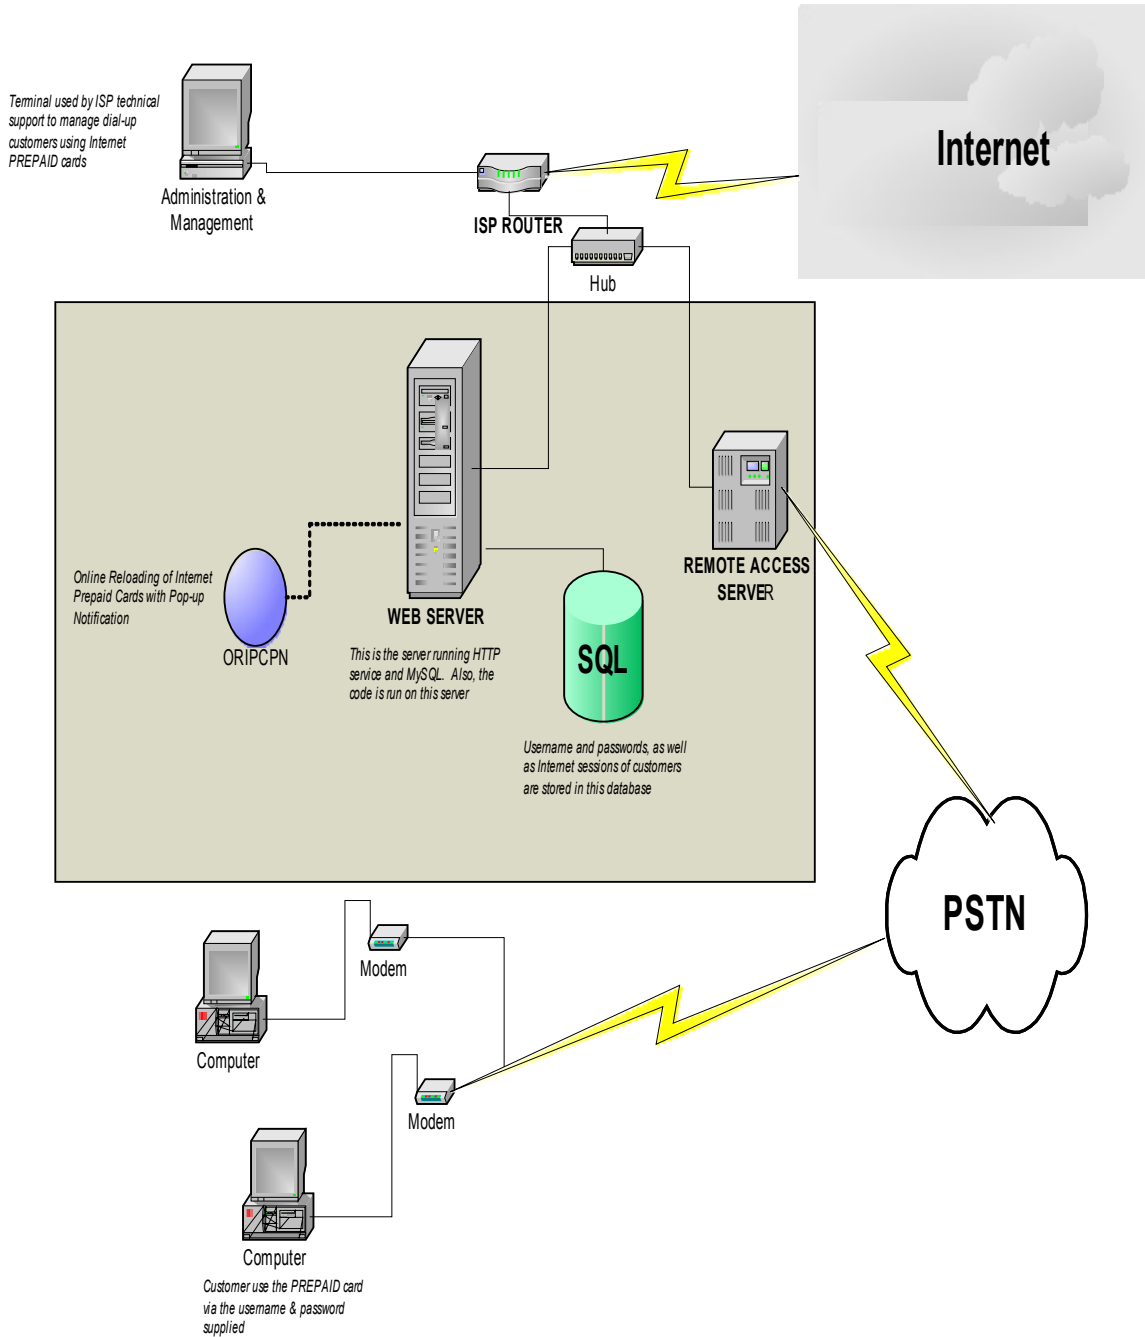 Terminal used by ISP technical
support to manage dial-up
customers using Internet
PREPAID cards
Administration &
Management
ISP ROUTER
Internet
Hub
Online Reloading of Internet
Prepaid Cards with Pop-up
Notification
ORIPCPN
WEB SERVER
This is the server running HTTP
service and MySQL. Also, the
code is run on this server
SQL
Username and passwords, as well
as Internet sessions of customers
are stored in this database
REMOTE ACCESS
SERVER
PSTN
Modem
Computer
Modem
Computer
Customer use the PREPAID card
via the username & password
supplied